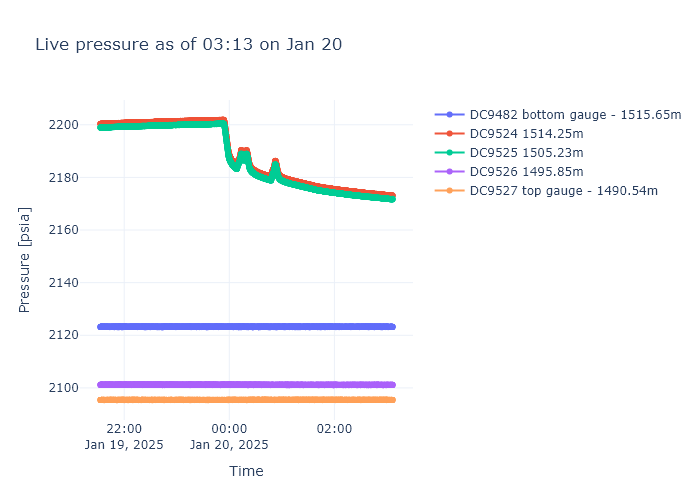 Live pressure as of 03:13 on Jan 20
DC9482 bottom gauge - 1515.65m
DC9524 1514.25m
DC9525 1505.23m
DC9526 1495.85m
DC9527 top gauge - 1490.54m
Pressure [psia]
2200
2180
2160
2140
2120
2100
22:00
Jan 19, 2025
00:00
Jan 20, 2025
02:00
Time